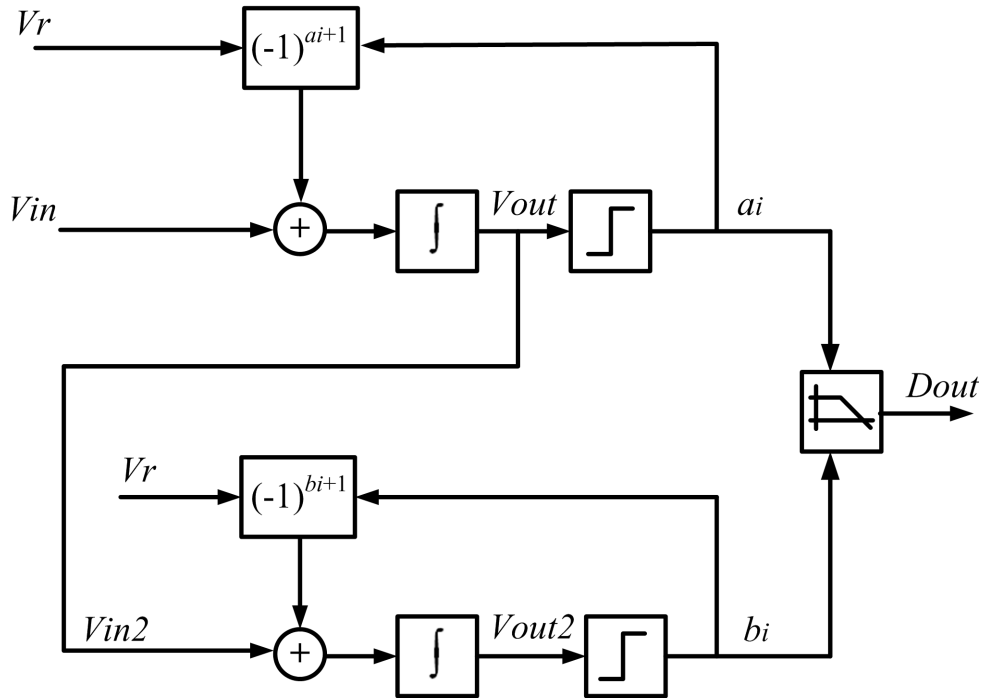 Vr
(-1)^{ai+1}
Vin
+
∫
Vout
ai
Dout
Vr
(-1)^{bi+1}
Vin2
+
∫
Vout2
bi